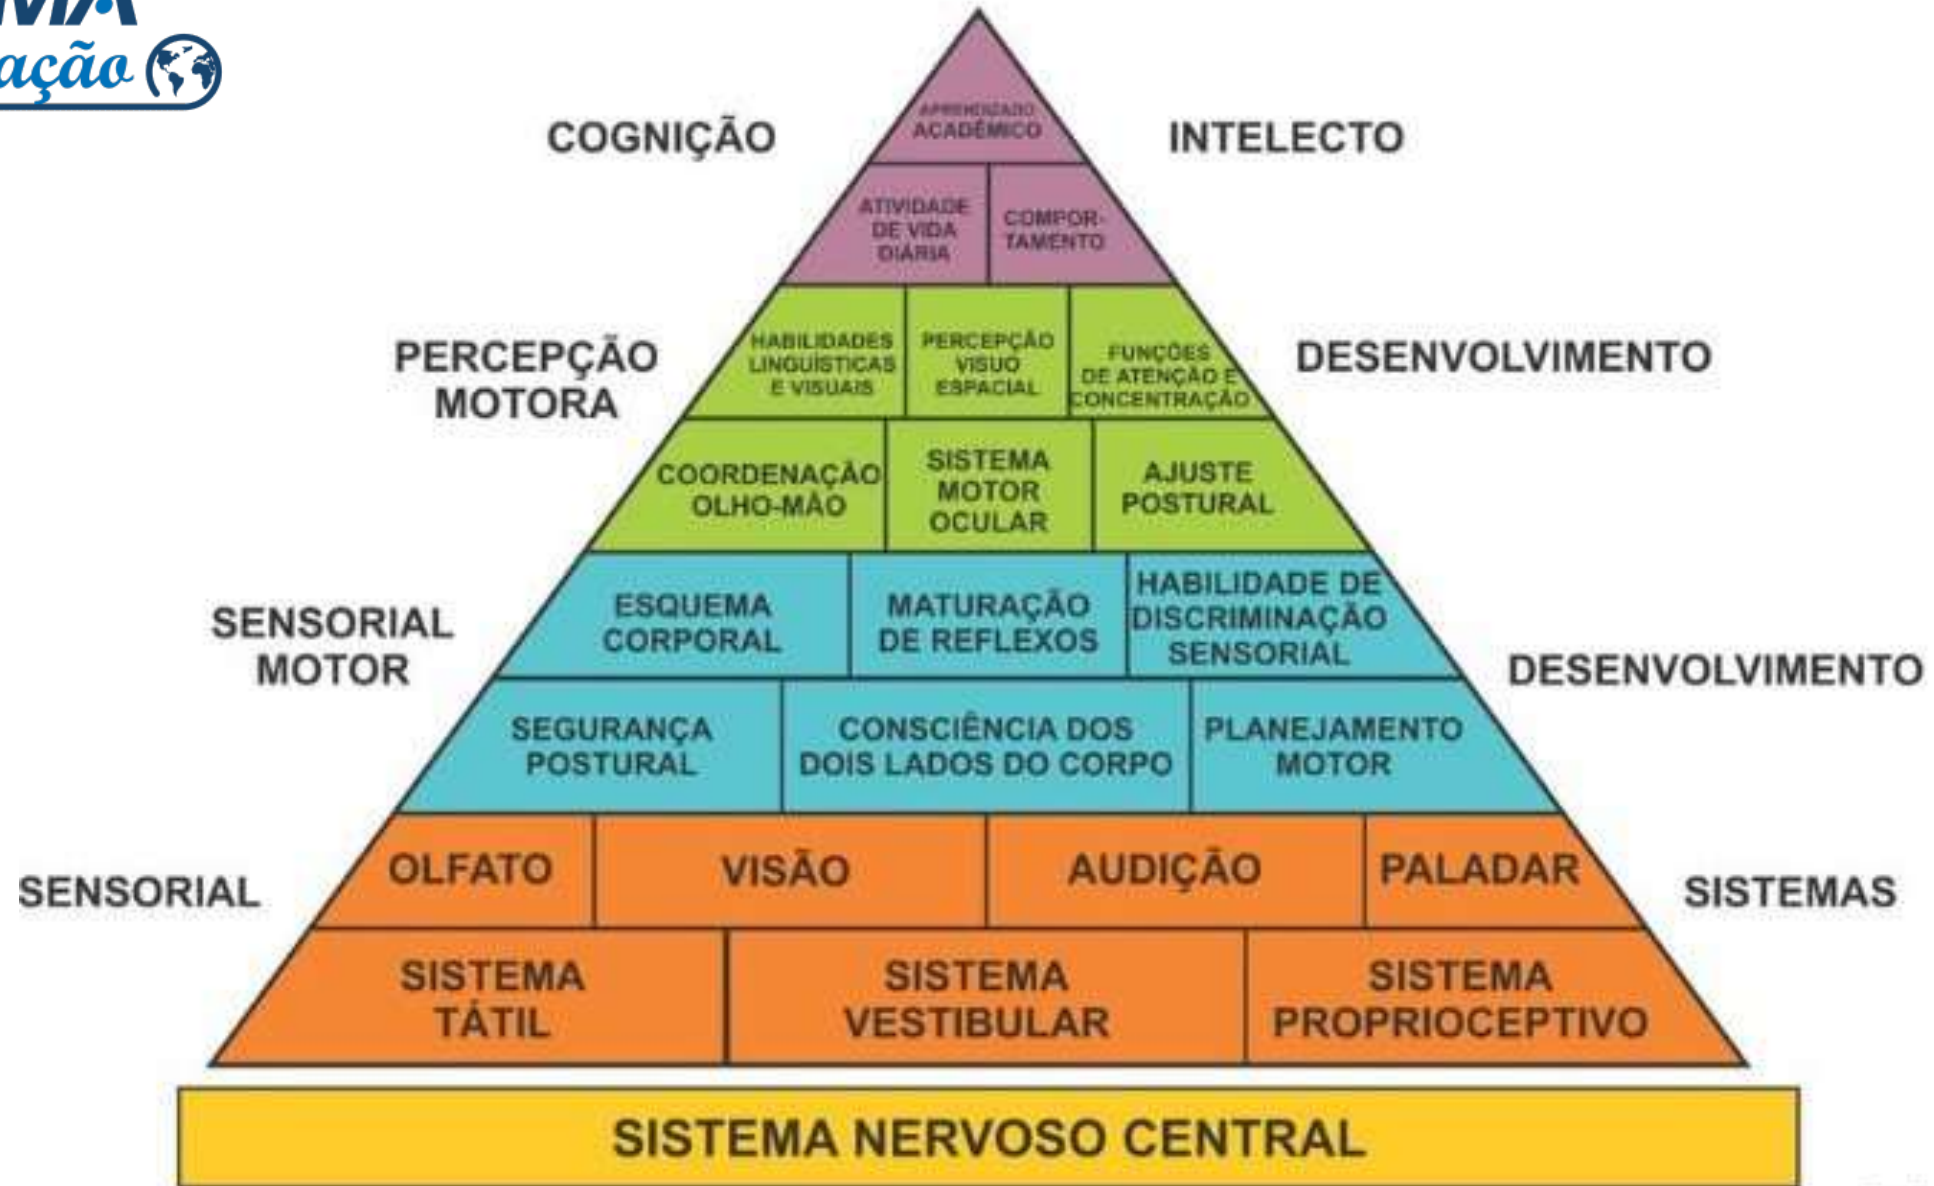 ação
APRENDIZADO
ACADÊMICO
COGNIÇÃO
INTELECTO
ATIVIDADE
DE VIDA
DIÁRIA
COMPOR-
TAMENTO
PERCEPÇÃO
MOTORA
HABILIDADES
LINGUÍSTICAS
E VISUAIS
PERCEPÇÃO
VISUO
ESPACIAL
FUNÇÕES
DE ATENÇÃO E
CONCENTRAÇÃO
DESENVOLVIMENTO
COORDENAÇÃO
OLHO-MÃO
SISTEMA
MOTOR
OCULAR
AJUSTE
POSTURAL
SENSORIAL
MOTOR
ESQUEMA
CORPORAL
MATURAÇÃO
DE REFLEXOS
HABILIDADE DE
DISCRIMINAÇÃO
SENSORIAL
DESENVOLVIMENTO
SEGURANÇA
POSTURAL
CONSCIÊNCIA DOS
DOIS LADOS DO CORPO
PLANEJAMENTO
MOTOR
SENSORIAL
OLFATO
VISÃO
AUDIÇÃO
PALADAR
SISTEMAS
SISTEMA
TÁTIL
SISTEMA
VESTIBULAR
SISTEMA
PROPRIOCEPTIVO
SISTEMA NERVOSO CENTRAL